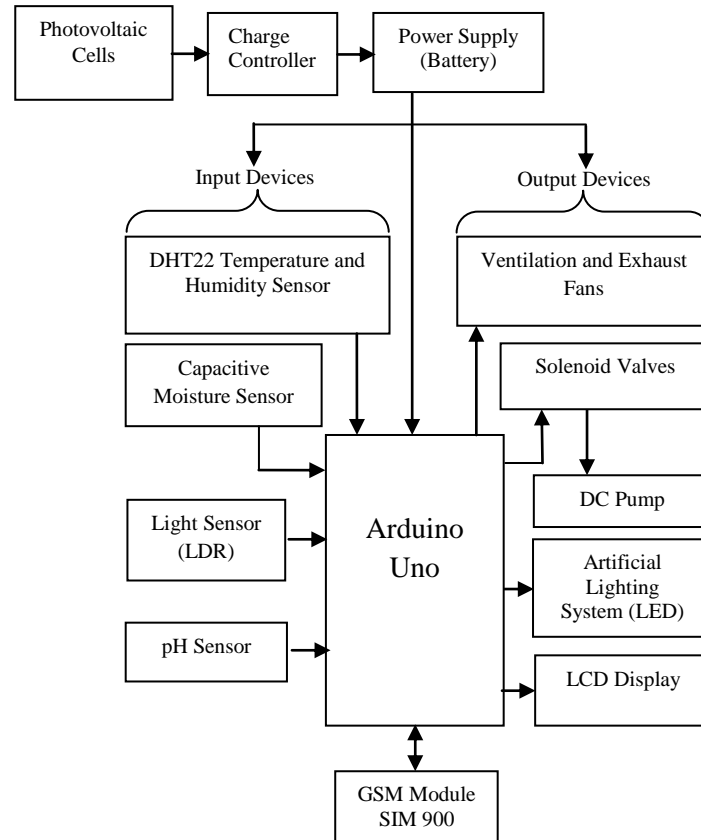 Photovoltaic
Cells
Charge
Controller
Power Supply
(Battery)
Input Devices
Output Devices
DHT22 Temperature and
Humidity Sensor
Ventilation and Exhaust
Fans
Capacitive
Moisture Sensor
Solenoid Valves
DC Pump
Light Sensor
(LDR)
Arduino
Uno
Artificial
Lighting
System (LED)
pH Sensor
LCD Display
GSM Module
SIM 900